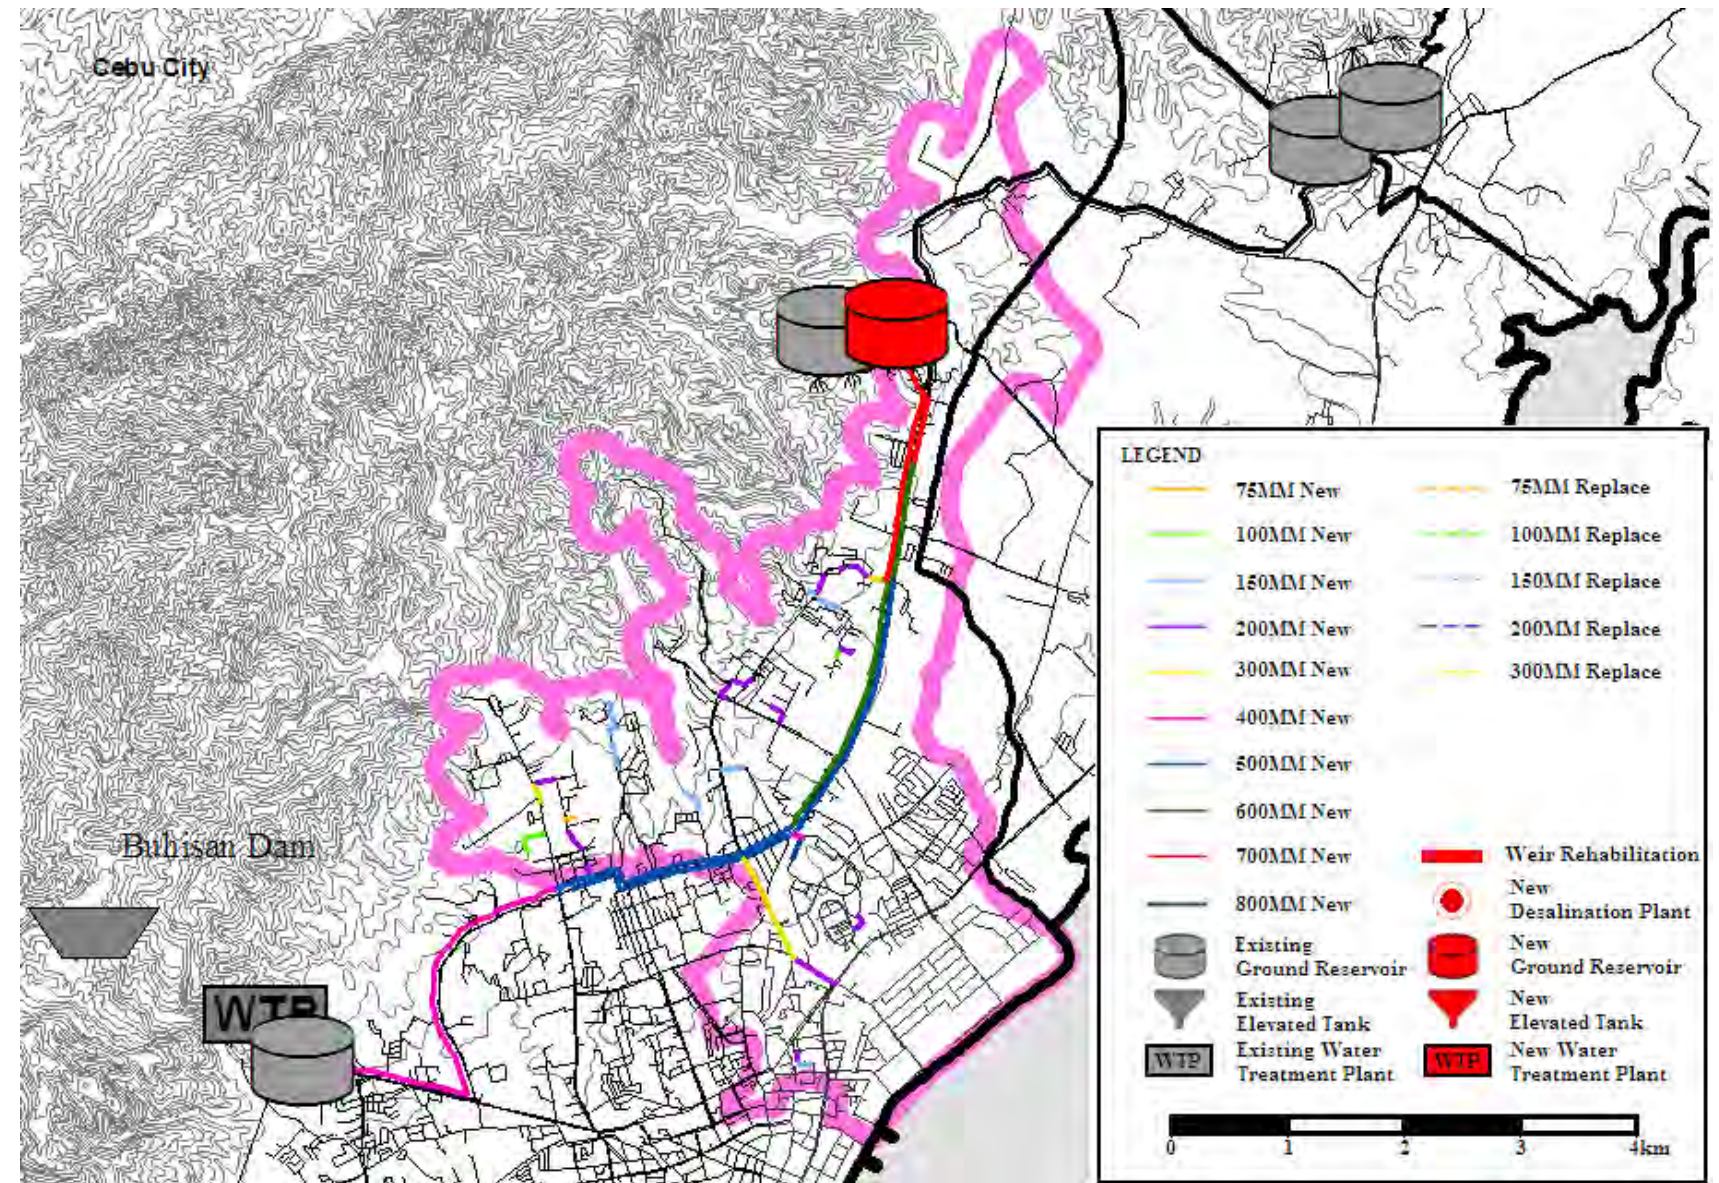 Cebu City
Buhisan Dam
WTP
LEGEND
75MM New
100MM New
150MM New
200MM New
300MM New
400MM New
500MM New
600MM New
700MM New
800MM New
Existing
Ground Reservoir
Existing
Elevated Tank
WTP
Existing Water
Treatment Plant
75MM Replace
100MM Replace
150MM Replace
200MM Replace
300MM Replace
Weir Rehabilitation
New
Desalination Plant
New
Ground Reservoir
New
Elevated Tank
WTP
New Water
Treatment Plant
0 1 2 3 4km